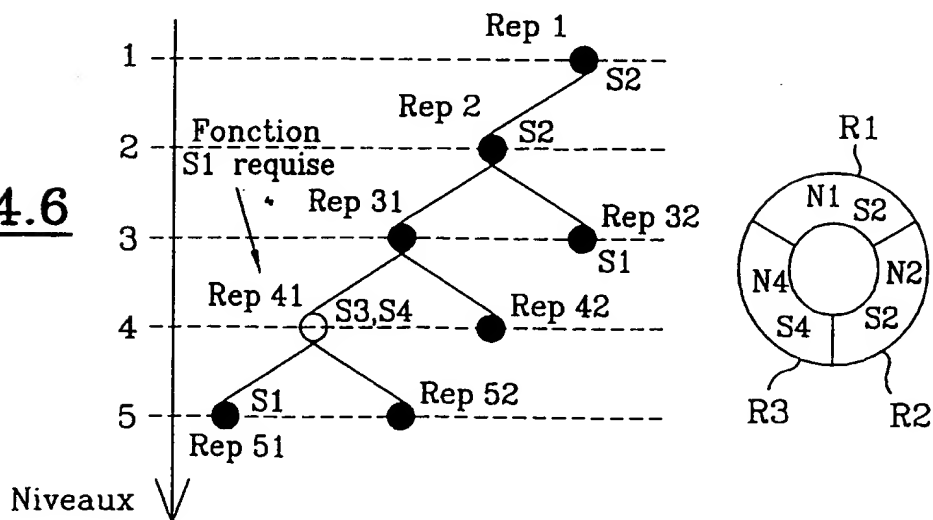 Rep 1
1
S2
Rep 2
S2
2
Fonction
S1 requise
4.6
Rep 31
Rep 32
3
S1
Rep 41
S3,S4
Rep 42
4
S1
Rep 52
5
Rep 51
Niveaux
R1
N1
S2
N4
N2
S4
S2
R3
R2